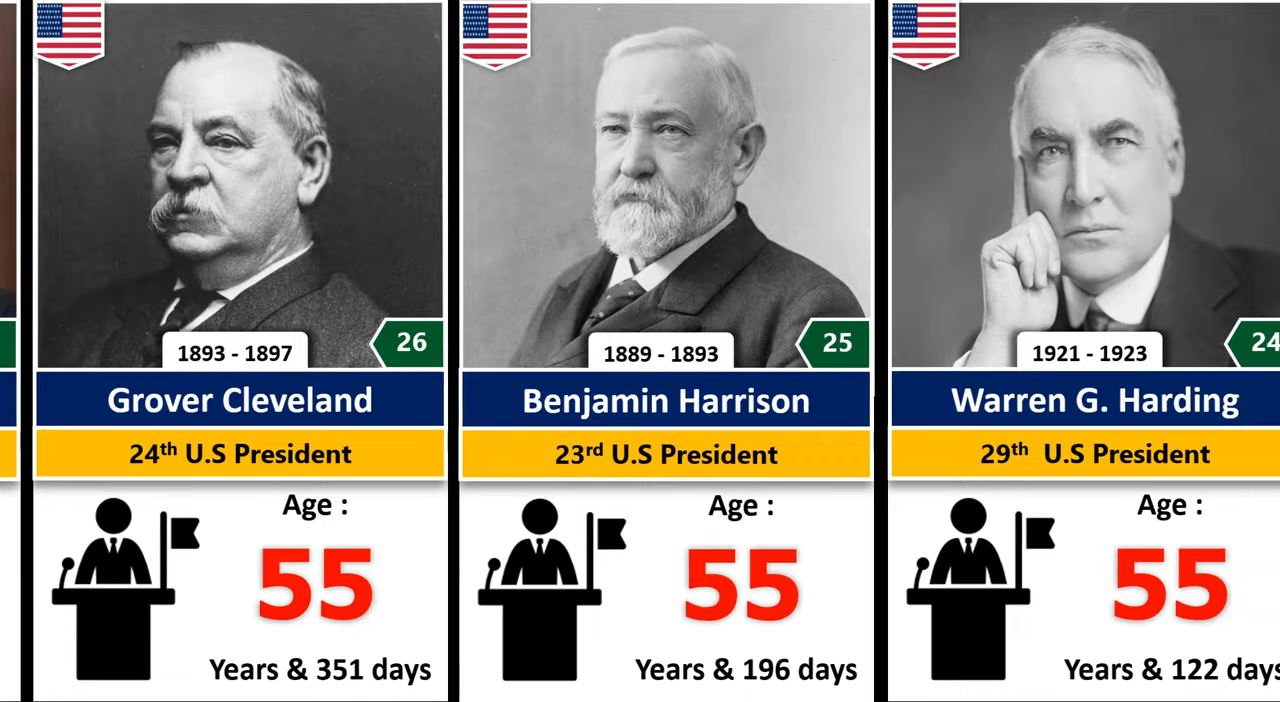 1893 - 1897
26
Grover Cleveland
24th U.S President
Age :
55
Years & 351 days
1889 - 1893
25
Benjamin Harrison
23rd U.S President
Age :
55
Years & 196 days
1921 - 1923
24
Warren G. Harding
29th U.S President
Age :
55
Years & 122 days